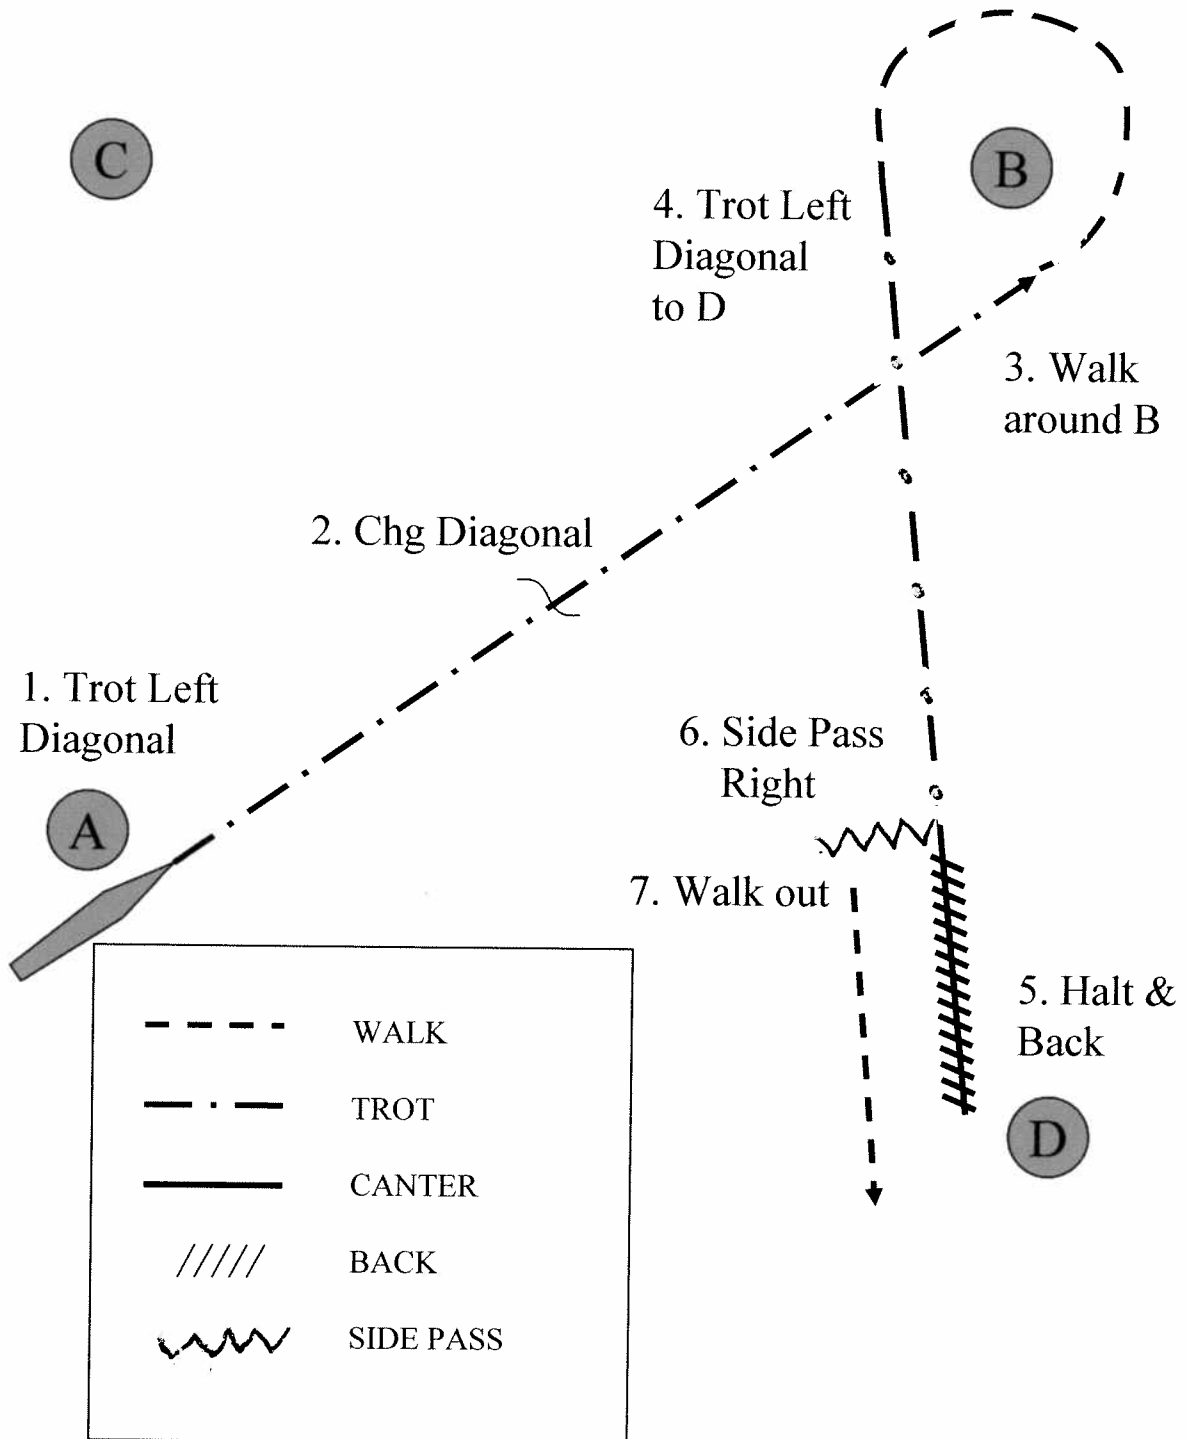 C
B
4. Trot Left
Diagonal
to D
3. Walk
around B
2. Chg Diagonal
1. Trot Left
Diagonal
A
6. Side Pass
Right
7. Walk out
5. Halt &
Back
D
WALK
TROT
CANTER
BACK
SIDE PASS